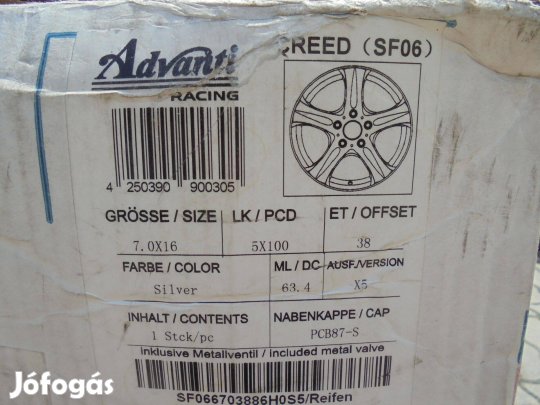 Advanti
RACING
CREED (SF06)
4 250390 900305
GRÖSSE / SIZE LK / PCD ET / OFFSET
7.0X16 5X100 38
FARBE / COLOR ML / DC AUSF./VERSION
Silver 63.4 X5
INHALT / CONTENTS NABENKAPPE / CAP
1 Stck/pc PCB87-S
inklusive Metallventil / included metal valve
SF066703886H0S5/Reifen
Jófogás